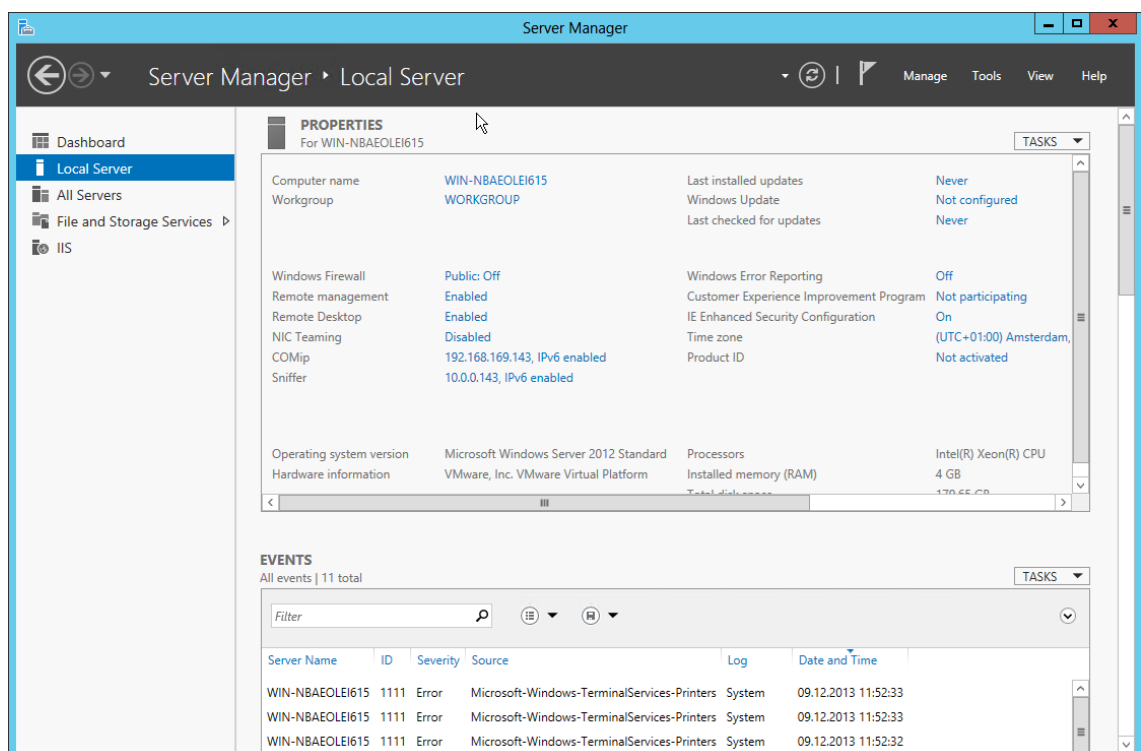 Server Manager
Server Manager ‣ Local Server
Manage Tools View Help
Dashboard
Local Server
All Servers
File and Storage Services
IIS
PROPERTIES
For WIN-NBAEOLEI615
TASKS
Computer name WIN-NBAEOLEI615 Last installed updates Never
Workgroup WORKGROUP Windows Update Not configured
Last checked for updates Never
Windows Firewall Public: Off Windows Error Reporting Off
Remote management Enabled Customer Experience Improvement Program Not participating
Remote Desktop Enabled IE Enhanced Security Configuration On
NIC Teaming Disabled Time zone (UTC+01:00) Amsterdam,
COMip 192.168.169.143, IPv6 enabled Product ID Not activated
Sniffer 10.0.0.143, IPv6 enabled
Operating system version Microsoft Windows Server 2012 Standard Processors Intel(R) Xeon(R) CPU
Hardware information VMware, Inc. VMware Virtual Platform Installed memory (RAM) 4 GB
Total disk space 179.65 GB
EVENTS
All events | 11 total
TASKS
Filter
Server Name ID Severity Source Log Date and Time
WIN-NBAEOLEI615 1111 Error Microsoft-Windows-TerminalServices-Printers System 09.12.2013 11:52:33
WIN-NBAEOLEI615 1111 Error Microsoft-Windows-TerminalServices-Printers System 09.12.2013 11:52:33
WIN-NBAEOLEI615 1111 Error Microsoft-Windows-TerminalServices-Printers System 09.12.2013 11:52:32